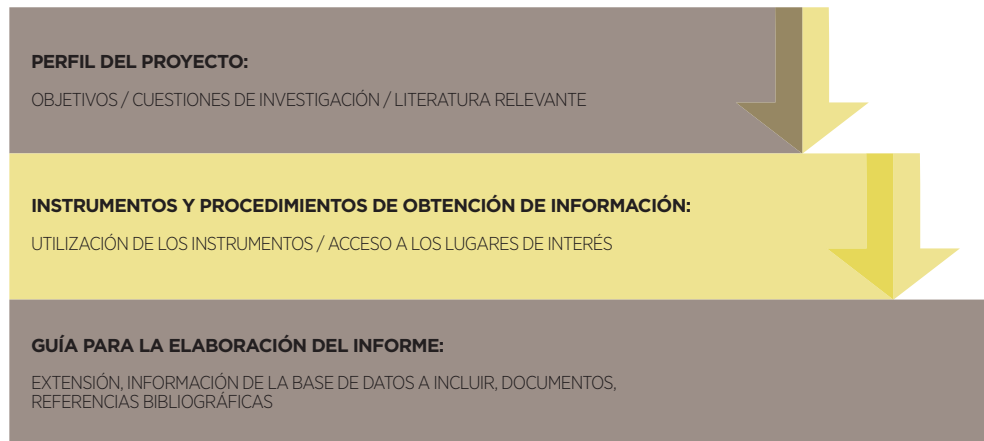 PERFIL DEL PROYECTO:
OBJETIVOS / CUESTIONES DE INVESTIGACIÓN / LITERATURA RELEVANTE
INSTRUMENTOS Y PROCEDIMIENTOS DE OBTENCIÓN DE INFORMACIÓN:
UTILIZACIÓN DE LOS INSTRUMENTOS / ACCESO A LOS LUGARES DE INTERÉS
GUÍA PARA LA ELABORACIÓN DEL INFORME:
EXTENSIÓN, INFORMACIÓN DE LA BASE DE DATOS A INCLUIR, DOCUMENTOS,
REFERENCIAS BIBLIOGRÁFICAS